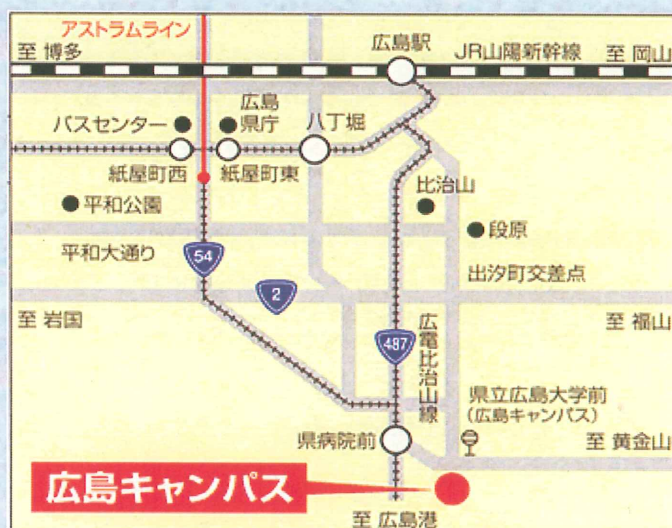 アストラムライン
至 博多
広島駅
JR山陽新幹線
至 岡山
バスセンター
広島
県庁
八丁堀
紙屋町西
紙屋町東
比治山
平和公園
段原
平和大通り
54
出汐町交差点
2
至 岩国
至 福山
487
広電比治山線
県立広島大学前
(広島キャンパス)
県病院前
至 黄金山
広島キャンパス
至 広島港